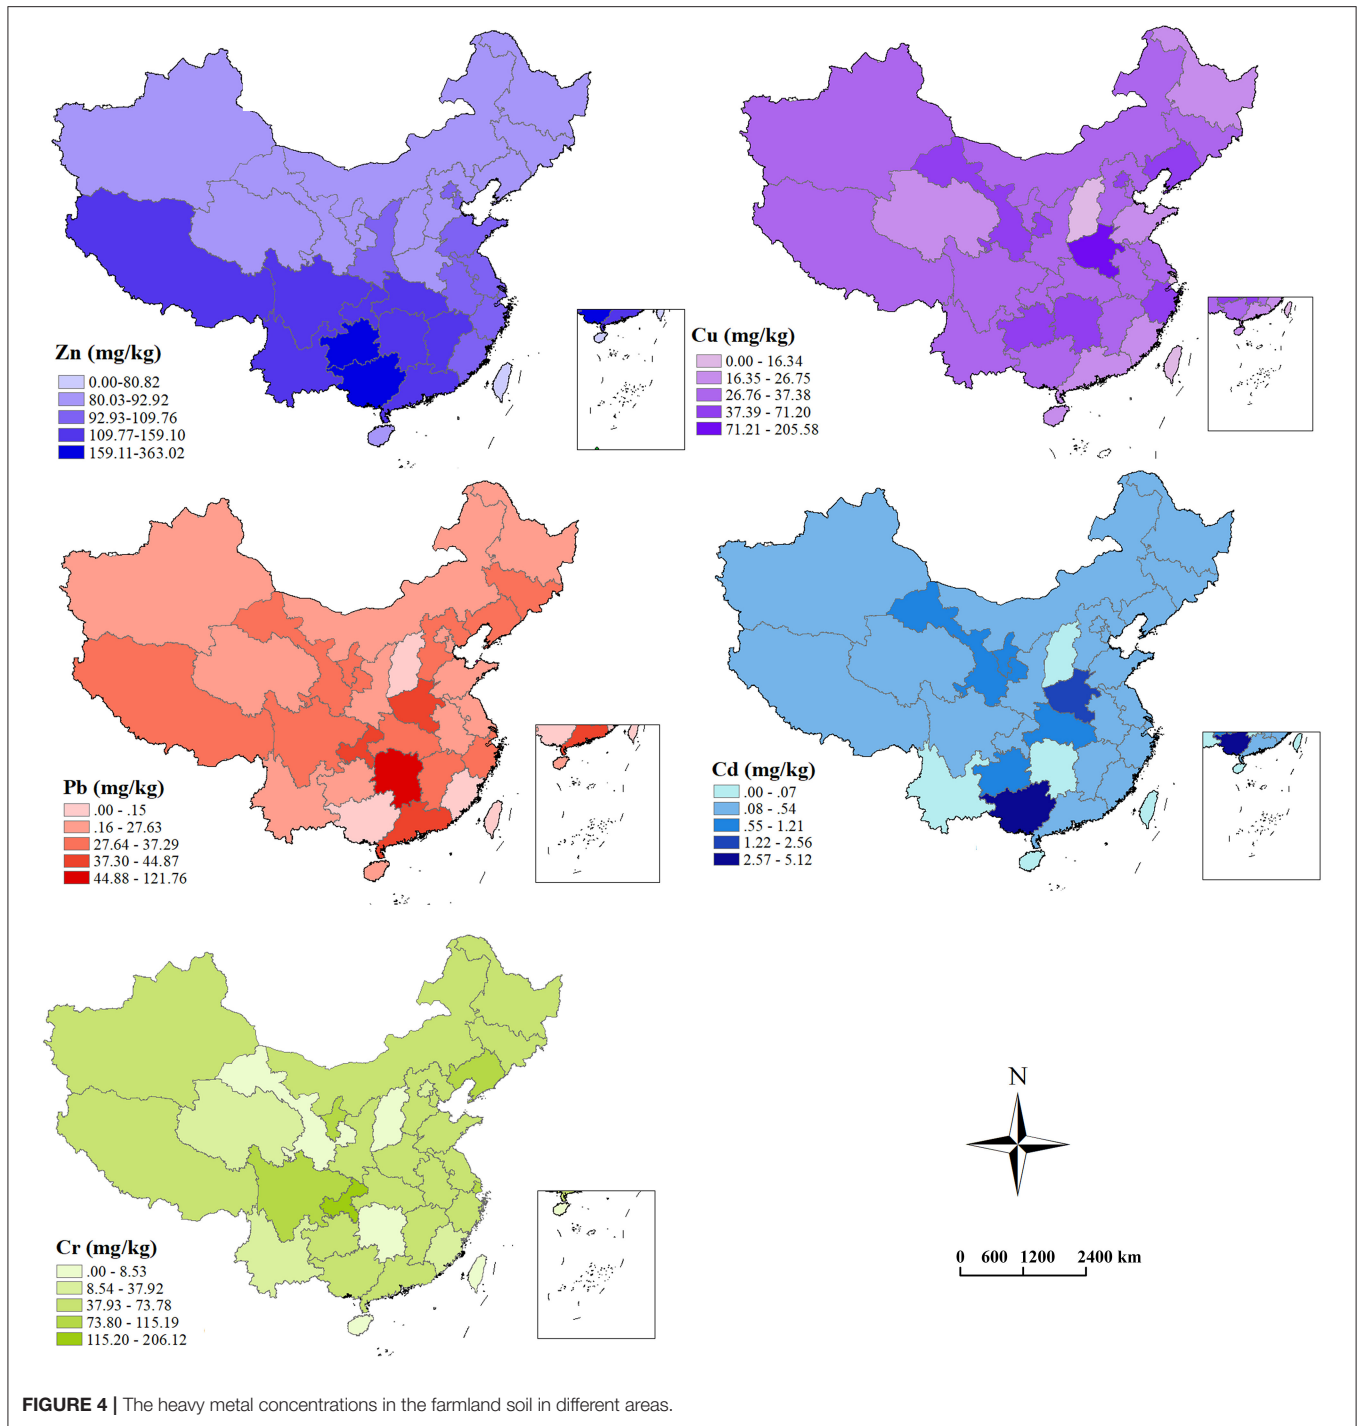 Zn (mg/kg)
0.00-80.82
80.03-92.92
92.93-109.76
109.77-159.10
159.11-363.02
Cu (mg/kg)
0.00 - 16.34
16.35 - 26.75
26.76 - 37.38
37.39 - 71.20
71.21 - 205.58
Pb (mg/kg)
.00 - .15
.16 - 27.63
27.64 - 37.29
37.30 - 44.87
44.88 - 121.76
Cd (mg/kg)
.00 - .07
.08 - .54
.55 - 1.21
1.22 - 2.56
2.57 - 5.12
Cr (mg/kg)
.00 - 8.53
8.54 - 37.92
37.93 - 73.78
73.80 - 115.19
115.20 - 206.12
N
0 600 1200 2400 km
FIGURE 4 | The heavy metal concentrations in the farmland soil in different areas.